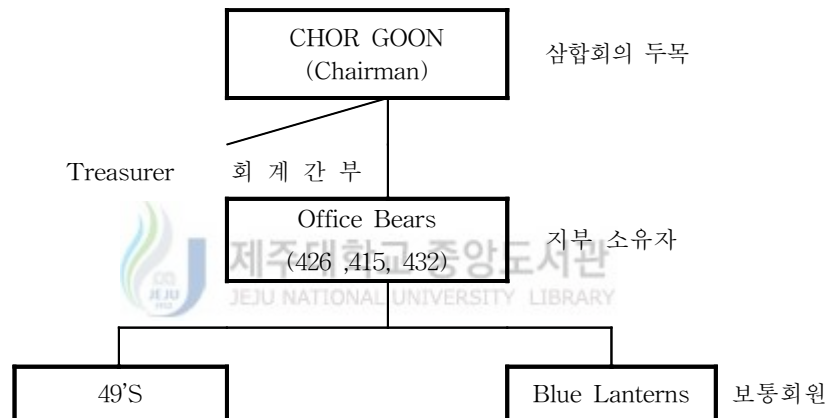 CHOR GOON
(Chairman)
삼합회의 두목
Treasurer 회 계 간 부
Office Bears
(426 ,415, 432)
지부 소유자
제주대학교 중앙도서관
JEJU NATIONAL UNIVERSITY LIBRARY
JEJU
1952
49'S
Blue Lanterns
보통회원